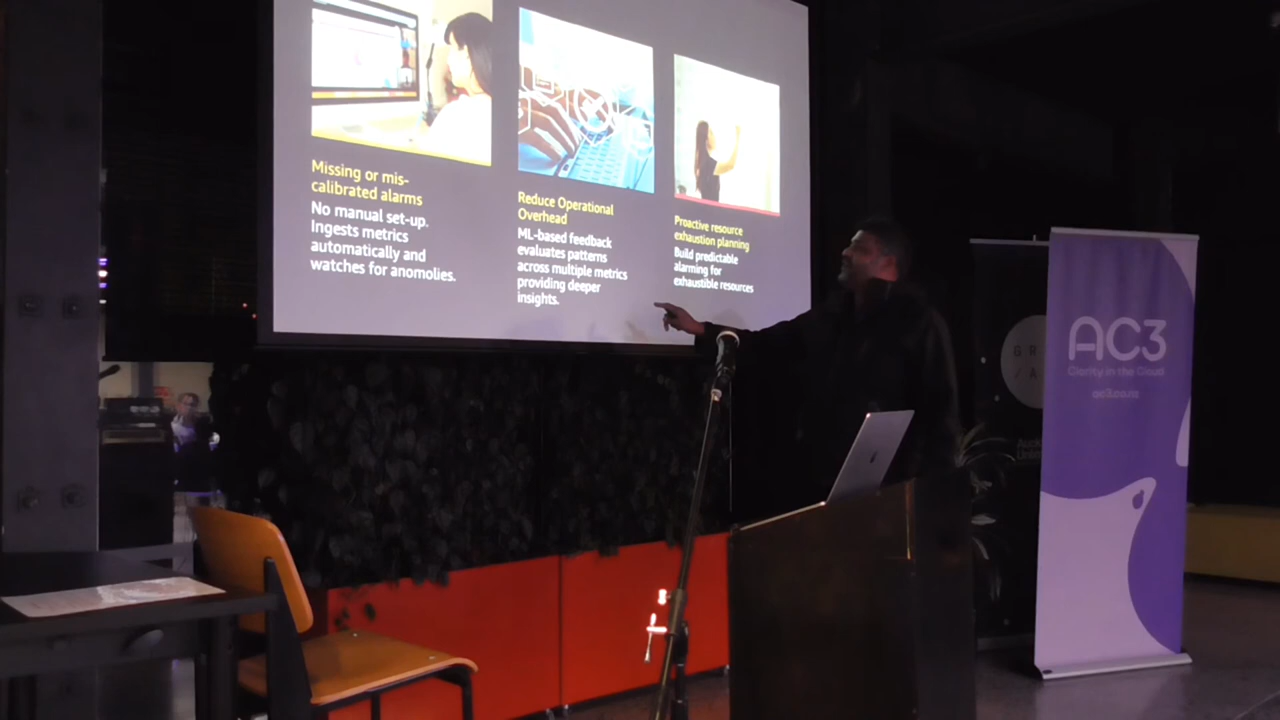 Missing or mis-
calibrated alarms
No manual set-up.
Ingests metrics
automatically and
watches for anomolies.
Reduce Operational
Overhead
ML-based feedback
evaluates patterns
across multiple metrics
providing deeper
insights.
Proactive resource
exhaustion planning
Build predictable
alarming for
exhaustible resources
GR
AC3
Clarity in the Cloud